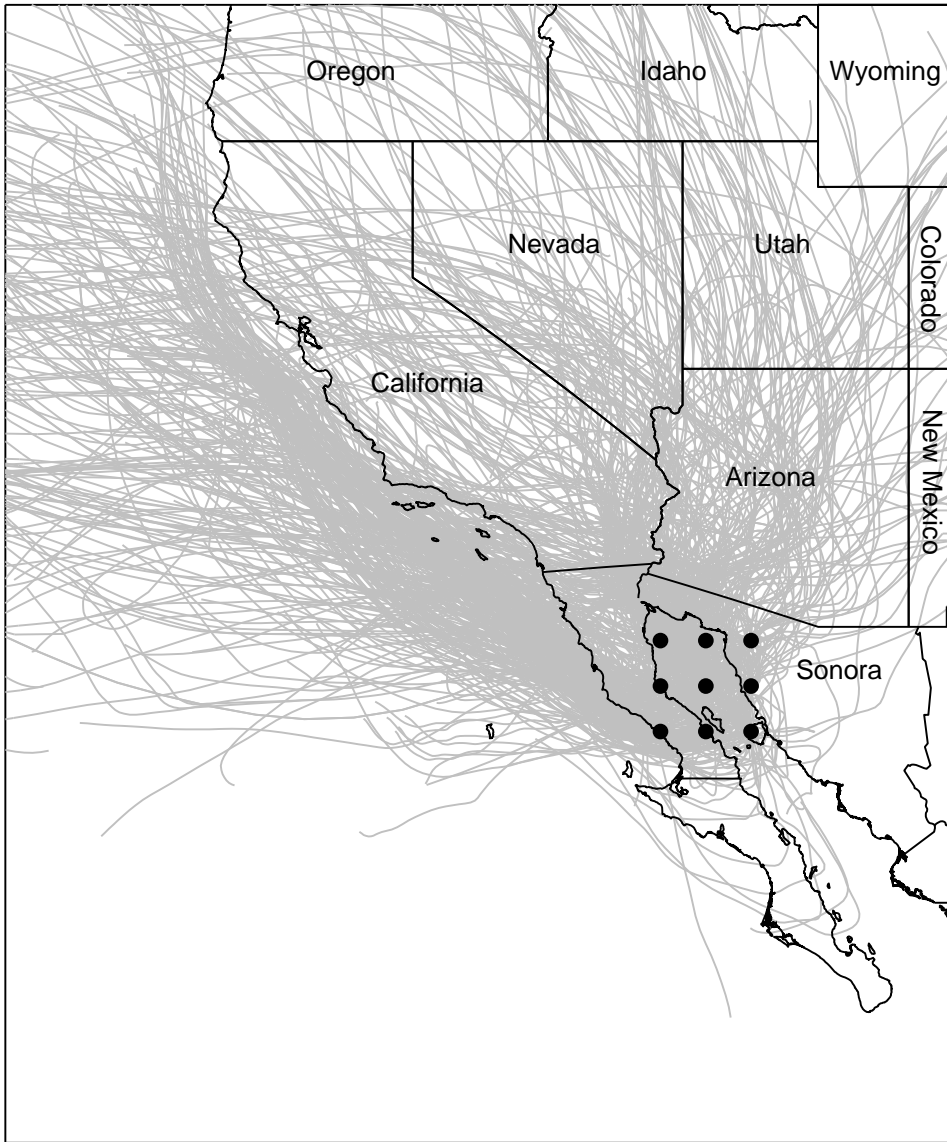 Oregon
Idaho
Wyoming
Nevada
Utah
Colorado
California
Arizona
New Mexico
Sonora